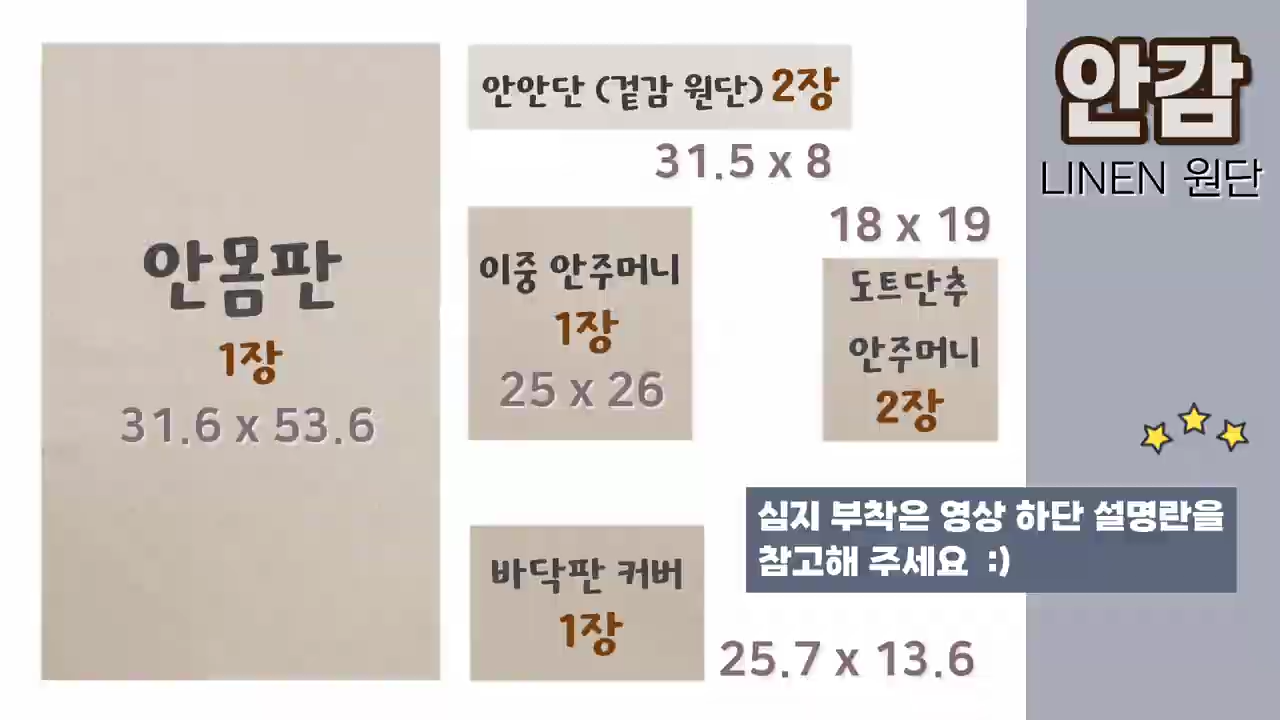 안몸판
1장
31.6 x 53.6
안안단 (겉감 원단) 2장
31.5 x 8
이중 안주머니
1장
25 x 26
18 x 19
도트단추
안주머니
2장
바닥판 커버
1장
25.7 x 13.6
안감
LINEN 원단
심지 부착은 영상 하단 설명란을
참고해 주세요 :)